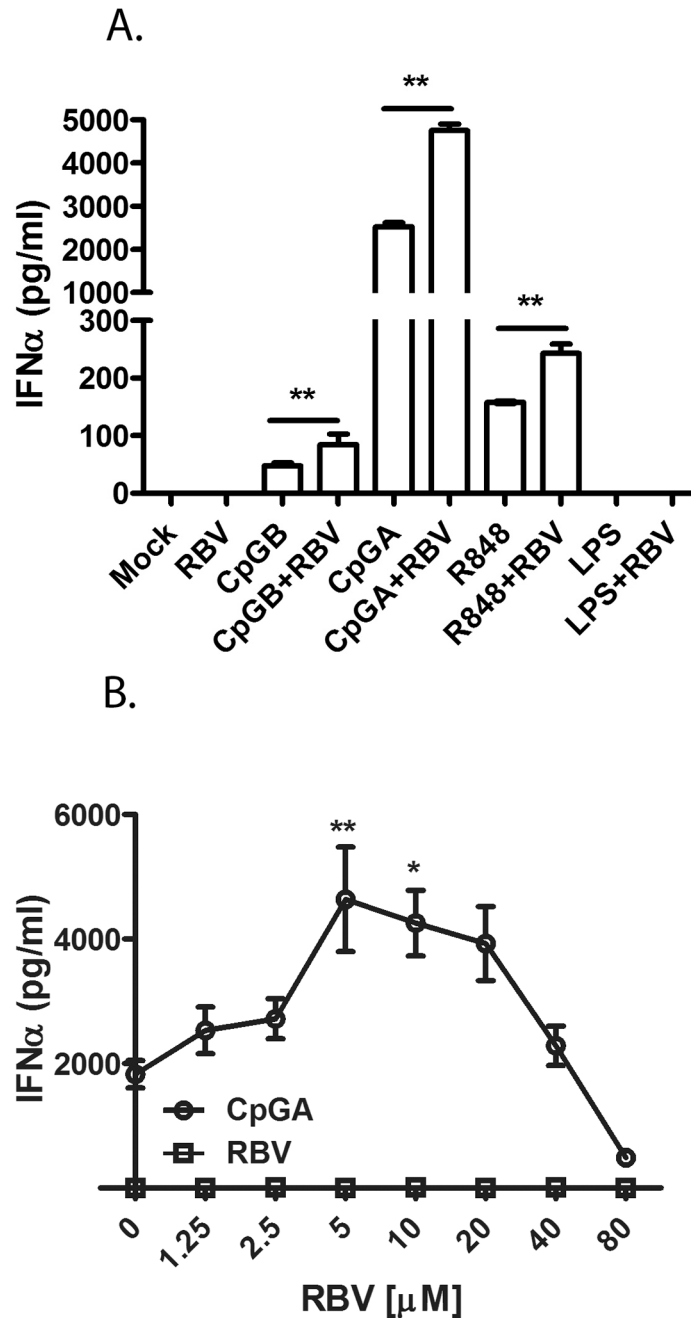 A.
IFNα (pg/ml)
5000
4000
3000
2000
1000
300
200
100
0
**
**
**
Mock
RBV
CpGB
CpGB+RBV
CpGA
CpGA+RBV
R848
R848+RBV
LPS
LPS+RBV
B.
IFNα (pg/ml)
6000
4000
2000
**
*
CpGA
RBV
0
1.25
2.5
5
10
20
40
80
RBV [μM]